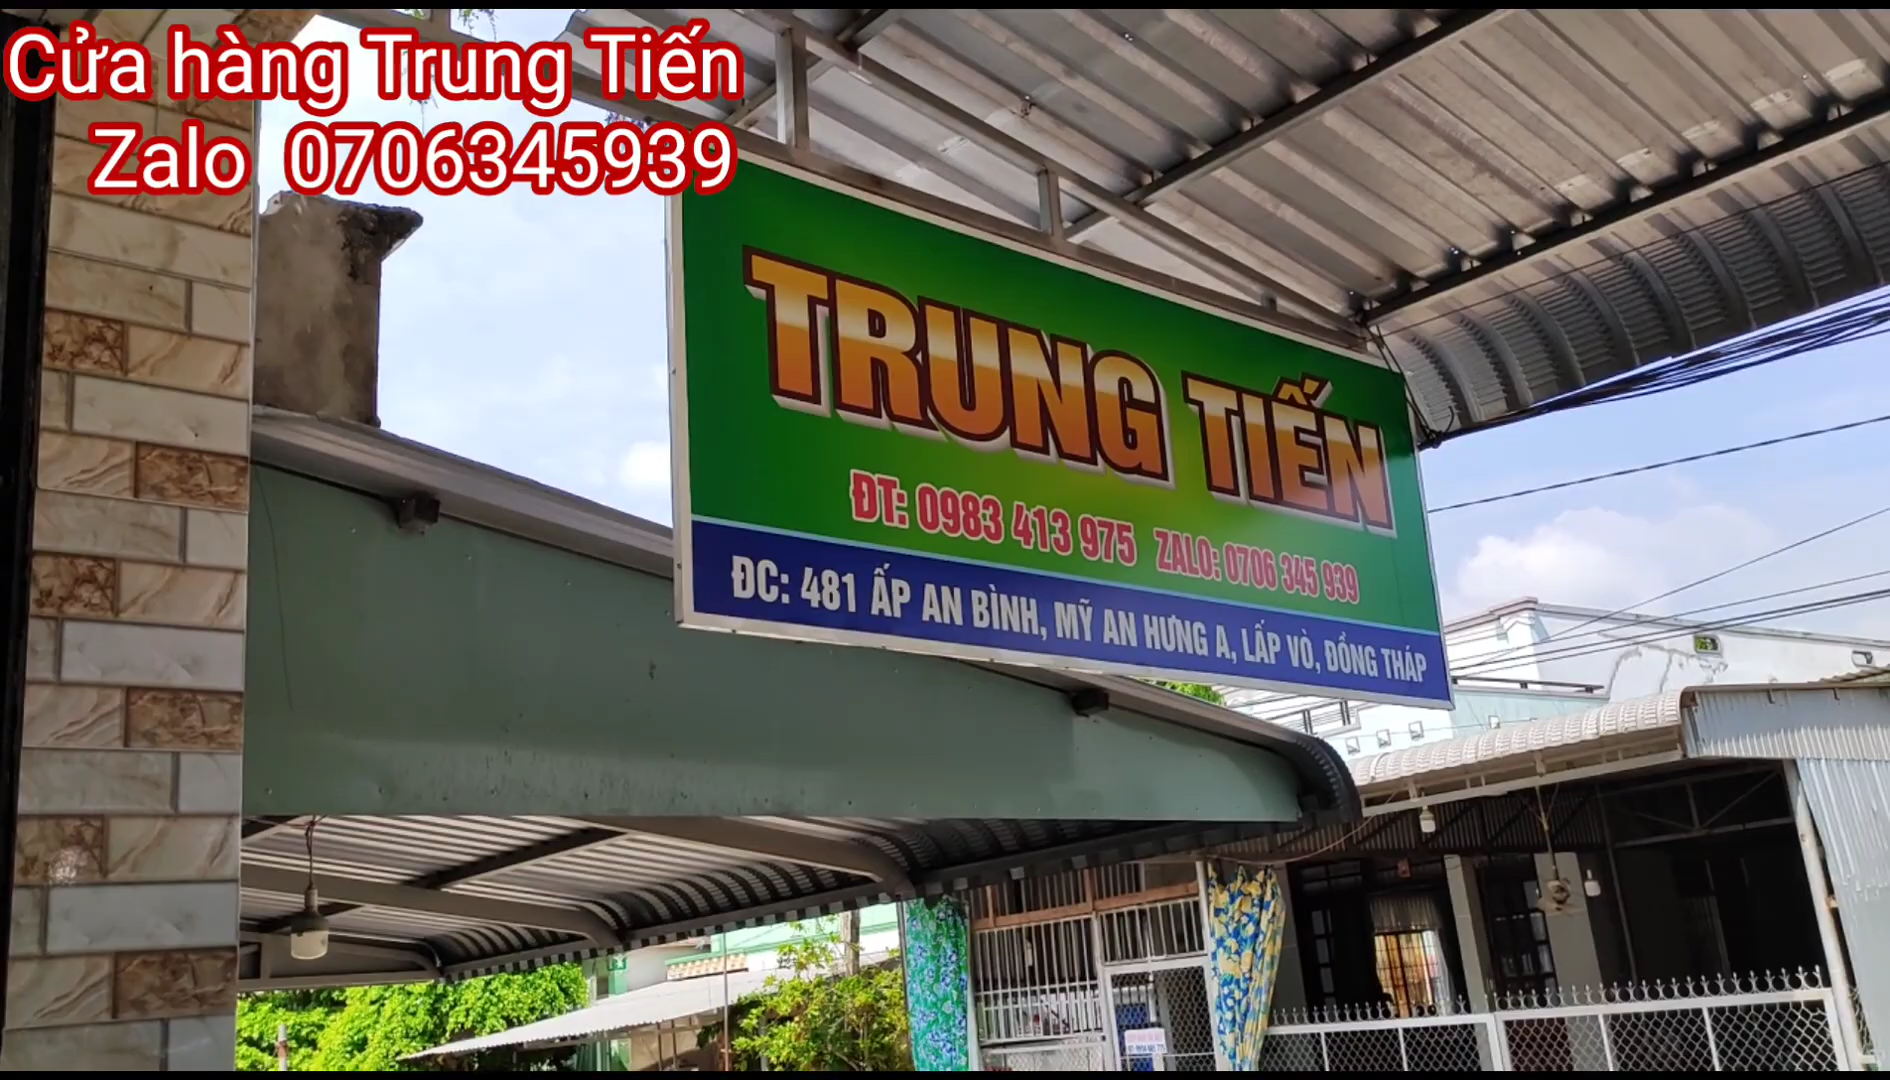 Cửa hàng Trung Tiến
Zalo 0706345939
TRUNG TIẾN
ĐT: 0983 413 975 ZALO: 0706 345 939
ĐC: 481 ẤP AN BÌNH, MỸ AN HƯNG A, LẤP VÒ, ĐỒNG THÁP